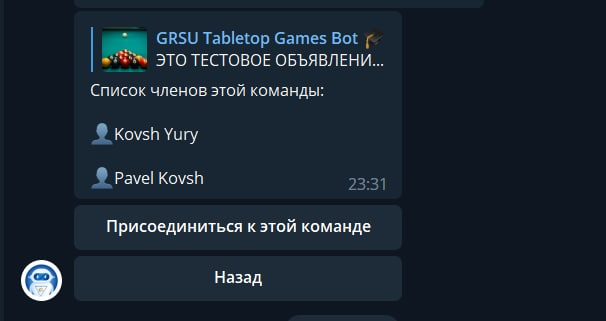 GRSU Tabletop Games Bot 🎓
ЭТО ТЕСТОВОЕ ОБЪЯВЛЕНИ...
Список членов этой команды:
👤Kovsh Yury
👤Pavel Kovsh
23:31
Присоединиться к этой команде
Назад